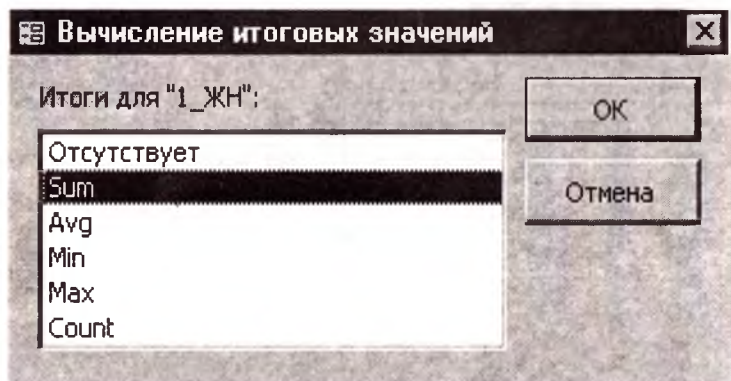 Вычисление итоговых значений
Итоги для "1_ЖН":
OK
Отсутствует
Sum
Отмена
Avg
Min
Max
Count